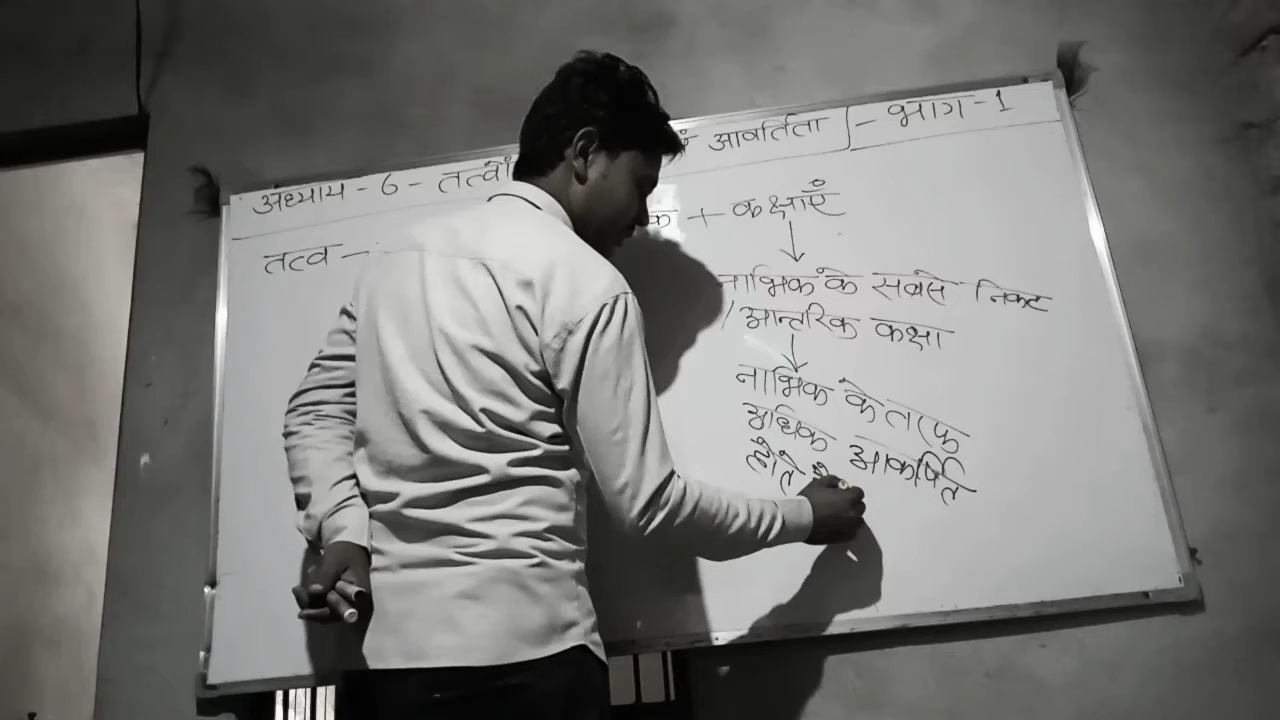 अध्याय - 6 - तत्वों आवर्तिता - भाग - 1
तत्व - क + कक्षाएँ
↓
नाभिक के सबसे निकट
/आन्तरिक कक्षा
↓
नाभिक के तरफ
अधिक आकर्षित
होते